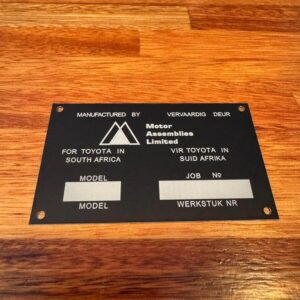 MANUFACTURED BY VERVAARDIG DEUR
Motor
Assemblies
Limited
FOR TOYOTA IN VIR TOYOTA IN
SOUTH AFRICA SUID AFRIKA
MODEL JOB No
MODEL WERKSTUK NR